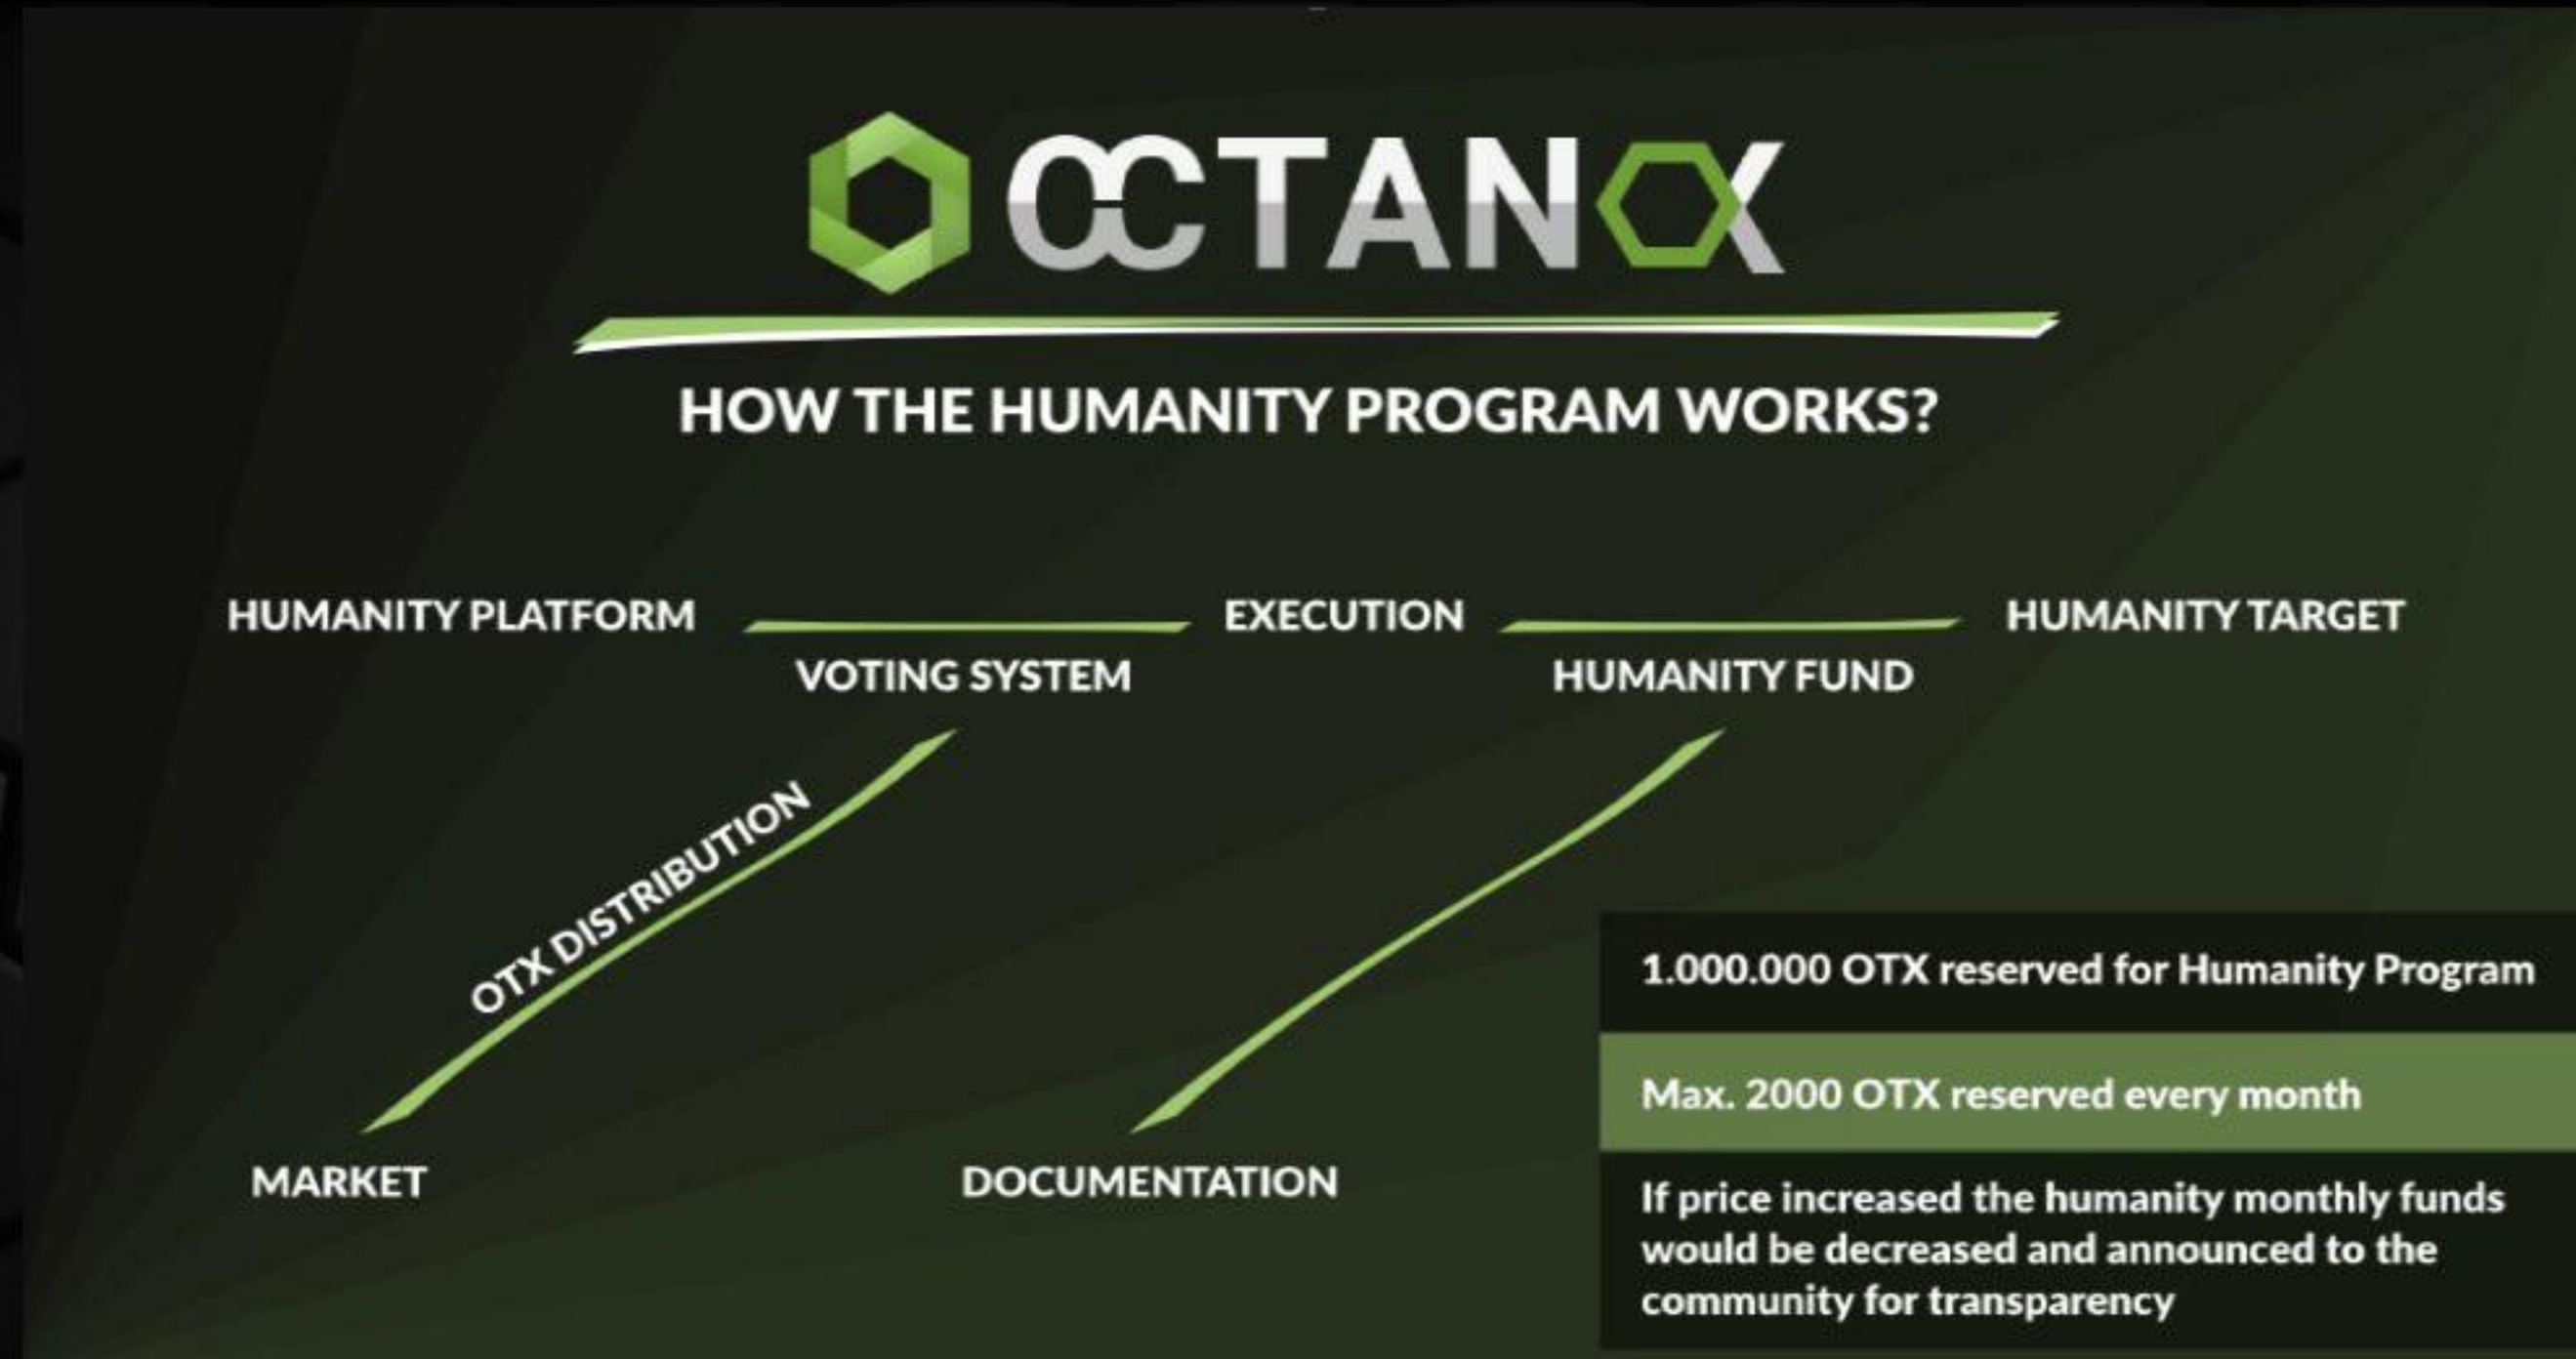 OCTANOX
HOW THE HUMANITY PROGRAM WORKS?
HUMANITY PLATFORM
EXECUTION
HUMANITY TARGET
VOTING SYSTEM
HUMANITY FUND
OTX DISTRIBUTION
MARKET
DOCUMENTATION
1.000.000 OTX reserved for Humanity Program
Max. 2000 OTX reserved every month
If price increased the humanity monthly funds
would be decreased and announced to the
community for transparency